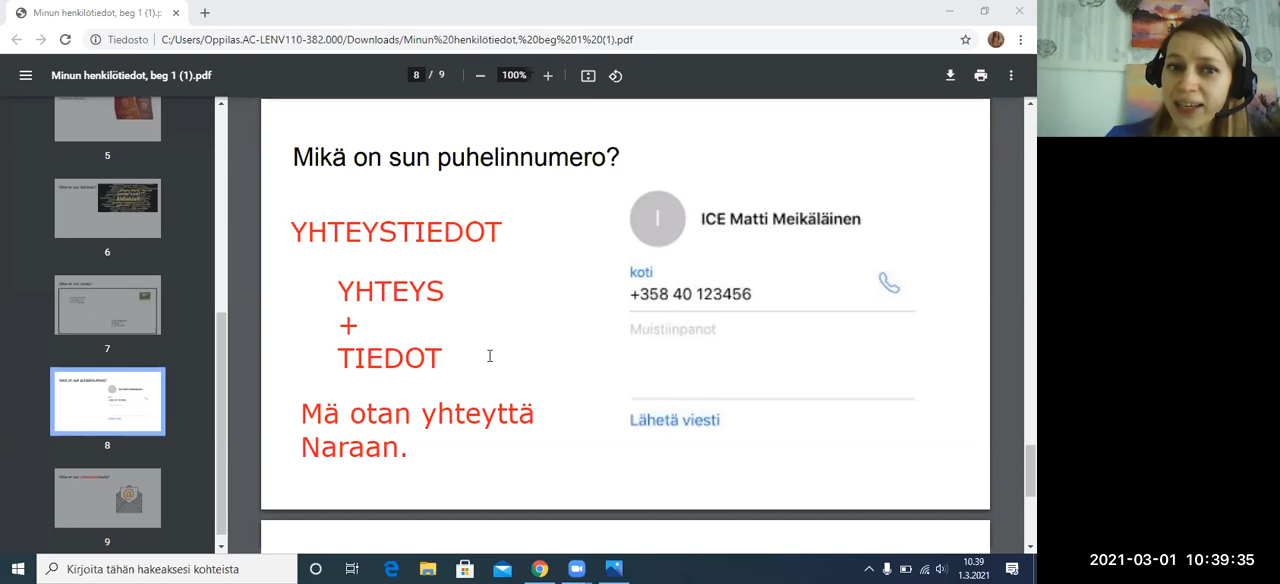 Minun henkilötiedot, beg 1 (1).pdf
Tiedosto
C:/Users/Oppilas.AC-LENV110-382.000/Downloads/Minun%20henkilötiedot,%20beg%201%20(1).pdf
Minun henkilötiedot, beg 1 (1).pdf
8 / 9
100%
5
6
7
8
9
Mikä on sun puhelinnumero?
YHTEYSTIEDOT
YHTEYS
+
TIEDOT
Mä otan yhteyttä
Naraan.
I
ICE Matti Meikäläinen
koti
+358 40 123456
Muistiinpanot
Lähetä viesti
Kirjoita tähän hakeaksesi kohteista
10.39
1.3.2021
2021-03-01 10:39:35